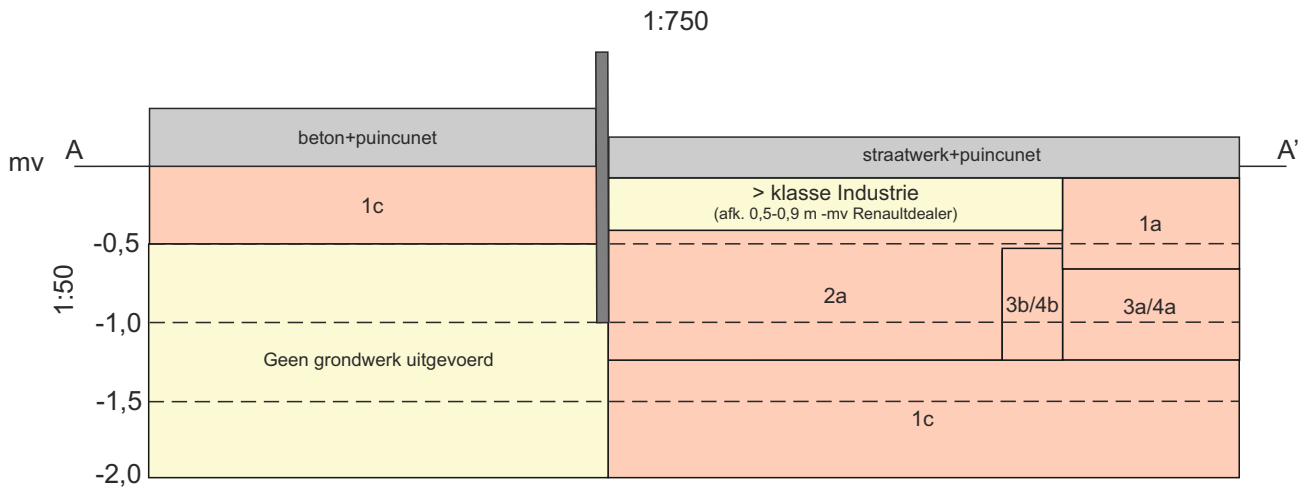 1:750
beton+puincunet
straatwerk+puincunet
mv
A
A'
> klasse Industrie
(afk. 0,5-0,9 m -mv Renaultdealer)
1c
1a
-0,5
1:50
2a
3b/4b
3a/4a
-1,0
Geen grondwerk uitgevoerd
-1,5
1c
-2,0